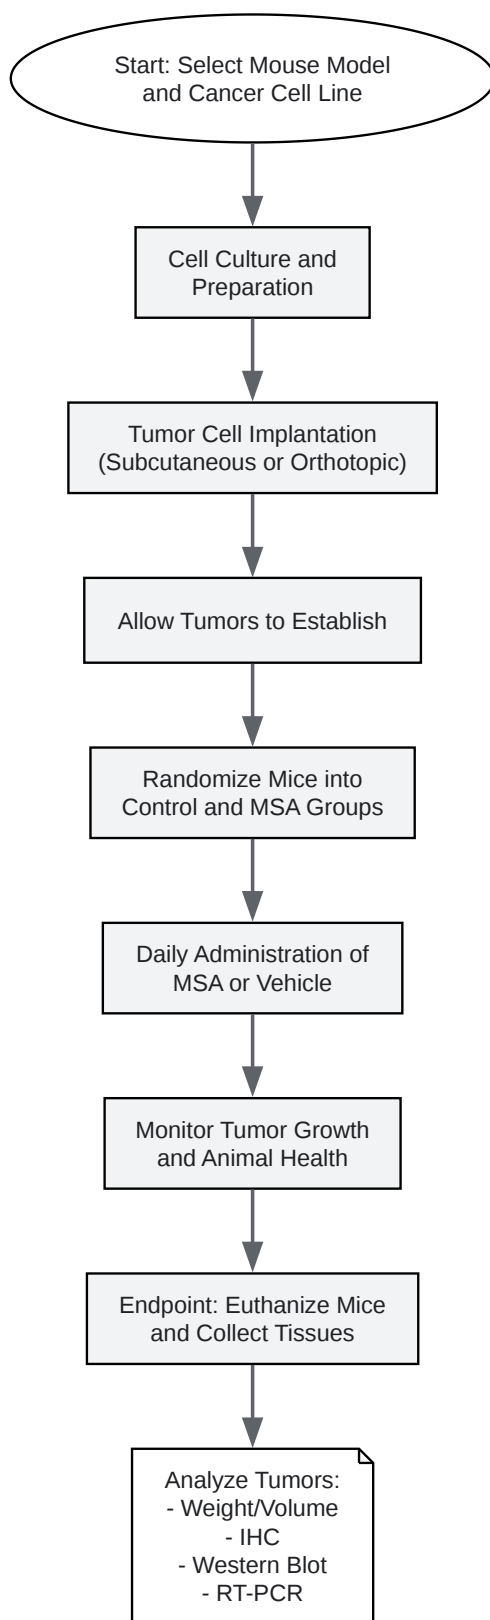 Start: Select Mouse Model
and Cancer Cell Line
Cell Culture and
Preparation
Tumor Cell Implantation
(Subcutaneous or Orthotopic)
Allow Tumors to Establish
Randomize Mice into
Control and MSA Groups
Daily Administration of
MSA or Vehicle
Monitor Tumor Growth
and Animal Health
Endpoint: Euthanize Mice
and Collect Tissues
Analyze Tumors:
- Weight/Volume
- IHC
- Western Blot
- RT-PCR